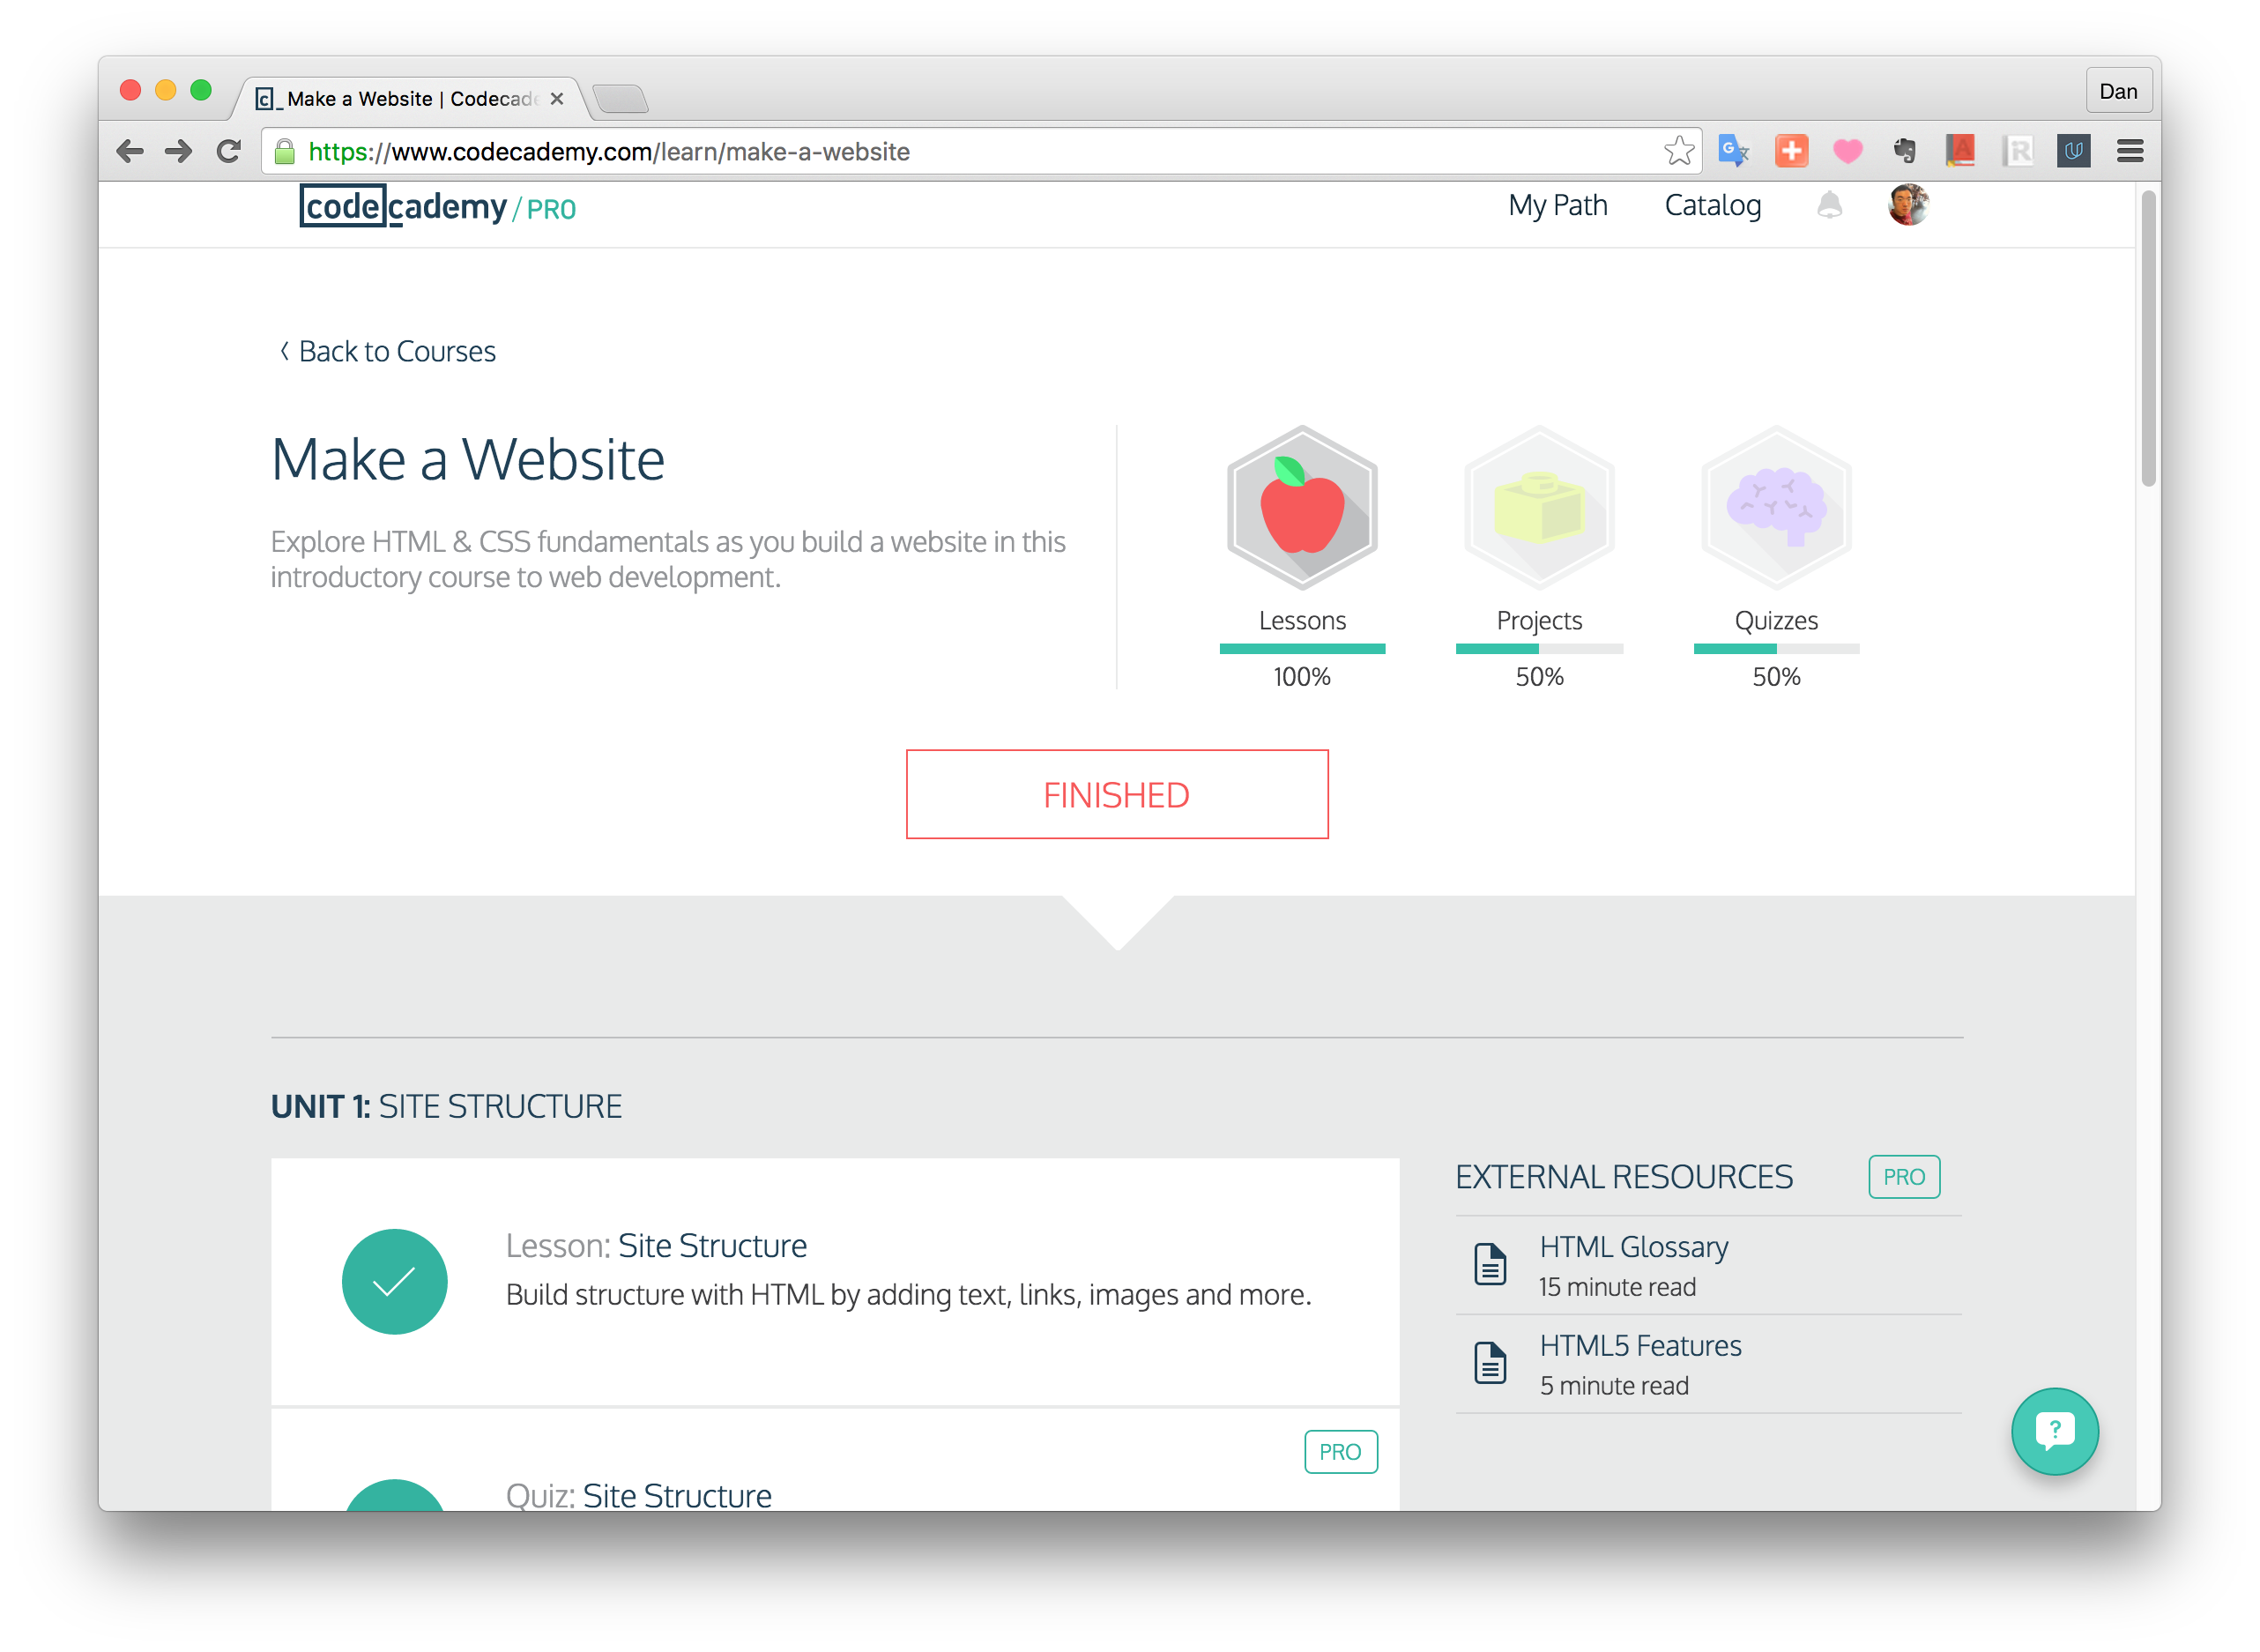 c_ Make a Website | Codecade
Dan
https://www.codecademy.com/learn/make-a-website
codecademy / PRO
My Path
Catalog
Back to Courses
Make a Website
Explore HTML & CSS fundamentals as you build a website in this
introductory course to web development.
Lessons
100%
Projects
50%
Quizzes
50%
FINISHED
UNIT 1: SITE STRUCTURE
Lesson: Site Structure
Build structure with HTML by adding text, links, images and more.
PRO
Quiz: Site Structure
EXTERNAL RESOURCES
PRO
HTML Glossary
15 minute read
HTML5 Features
5 minute read
?